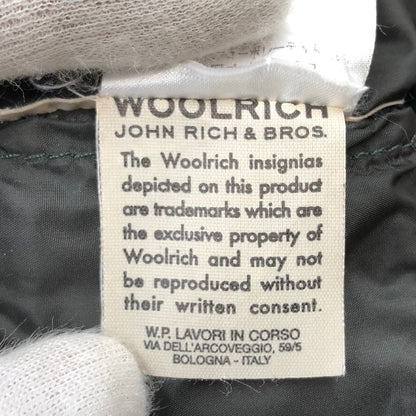 WOOLRICH
JOHN RICH & BROS.
The Woolrich insignias
depicted on this product
are trademarks which are
the exclusive property of
Woolrich and may not
be reproduced without
their written consent.
W.P. LAVORI IN CORSO
VIA DELL'ARCOVEGGIO, 59/5
BOLOGNA - ITALY